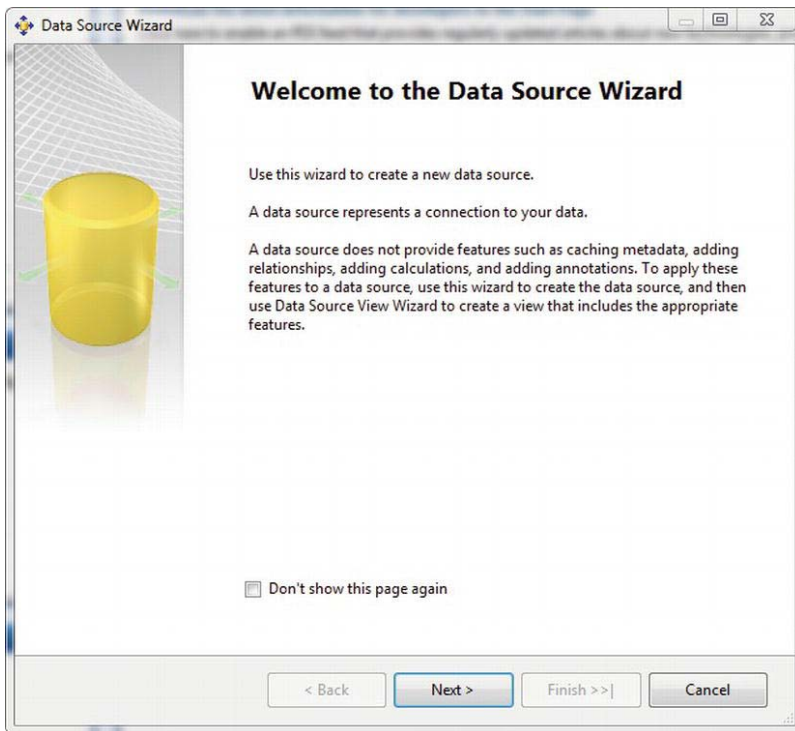 Data Source Wizard
Welcome to the Data Source Wizard
Use this wizard to create a new data source.
A data source represents a connection to your data.
A data source does not provide features such as caching metadata, adding
relationships, adding calculations, and adding annotations. To apply these
features to a data source, use this wizard to create the data source, and then
use Data Source View Wizard to create a view that includes the appropriate
features.
Don't show this page again
< Back
Next >
Finish >>|
Cancel